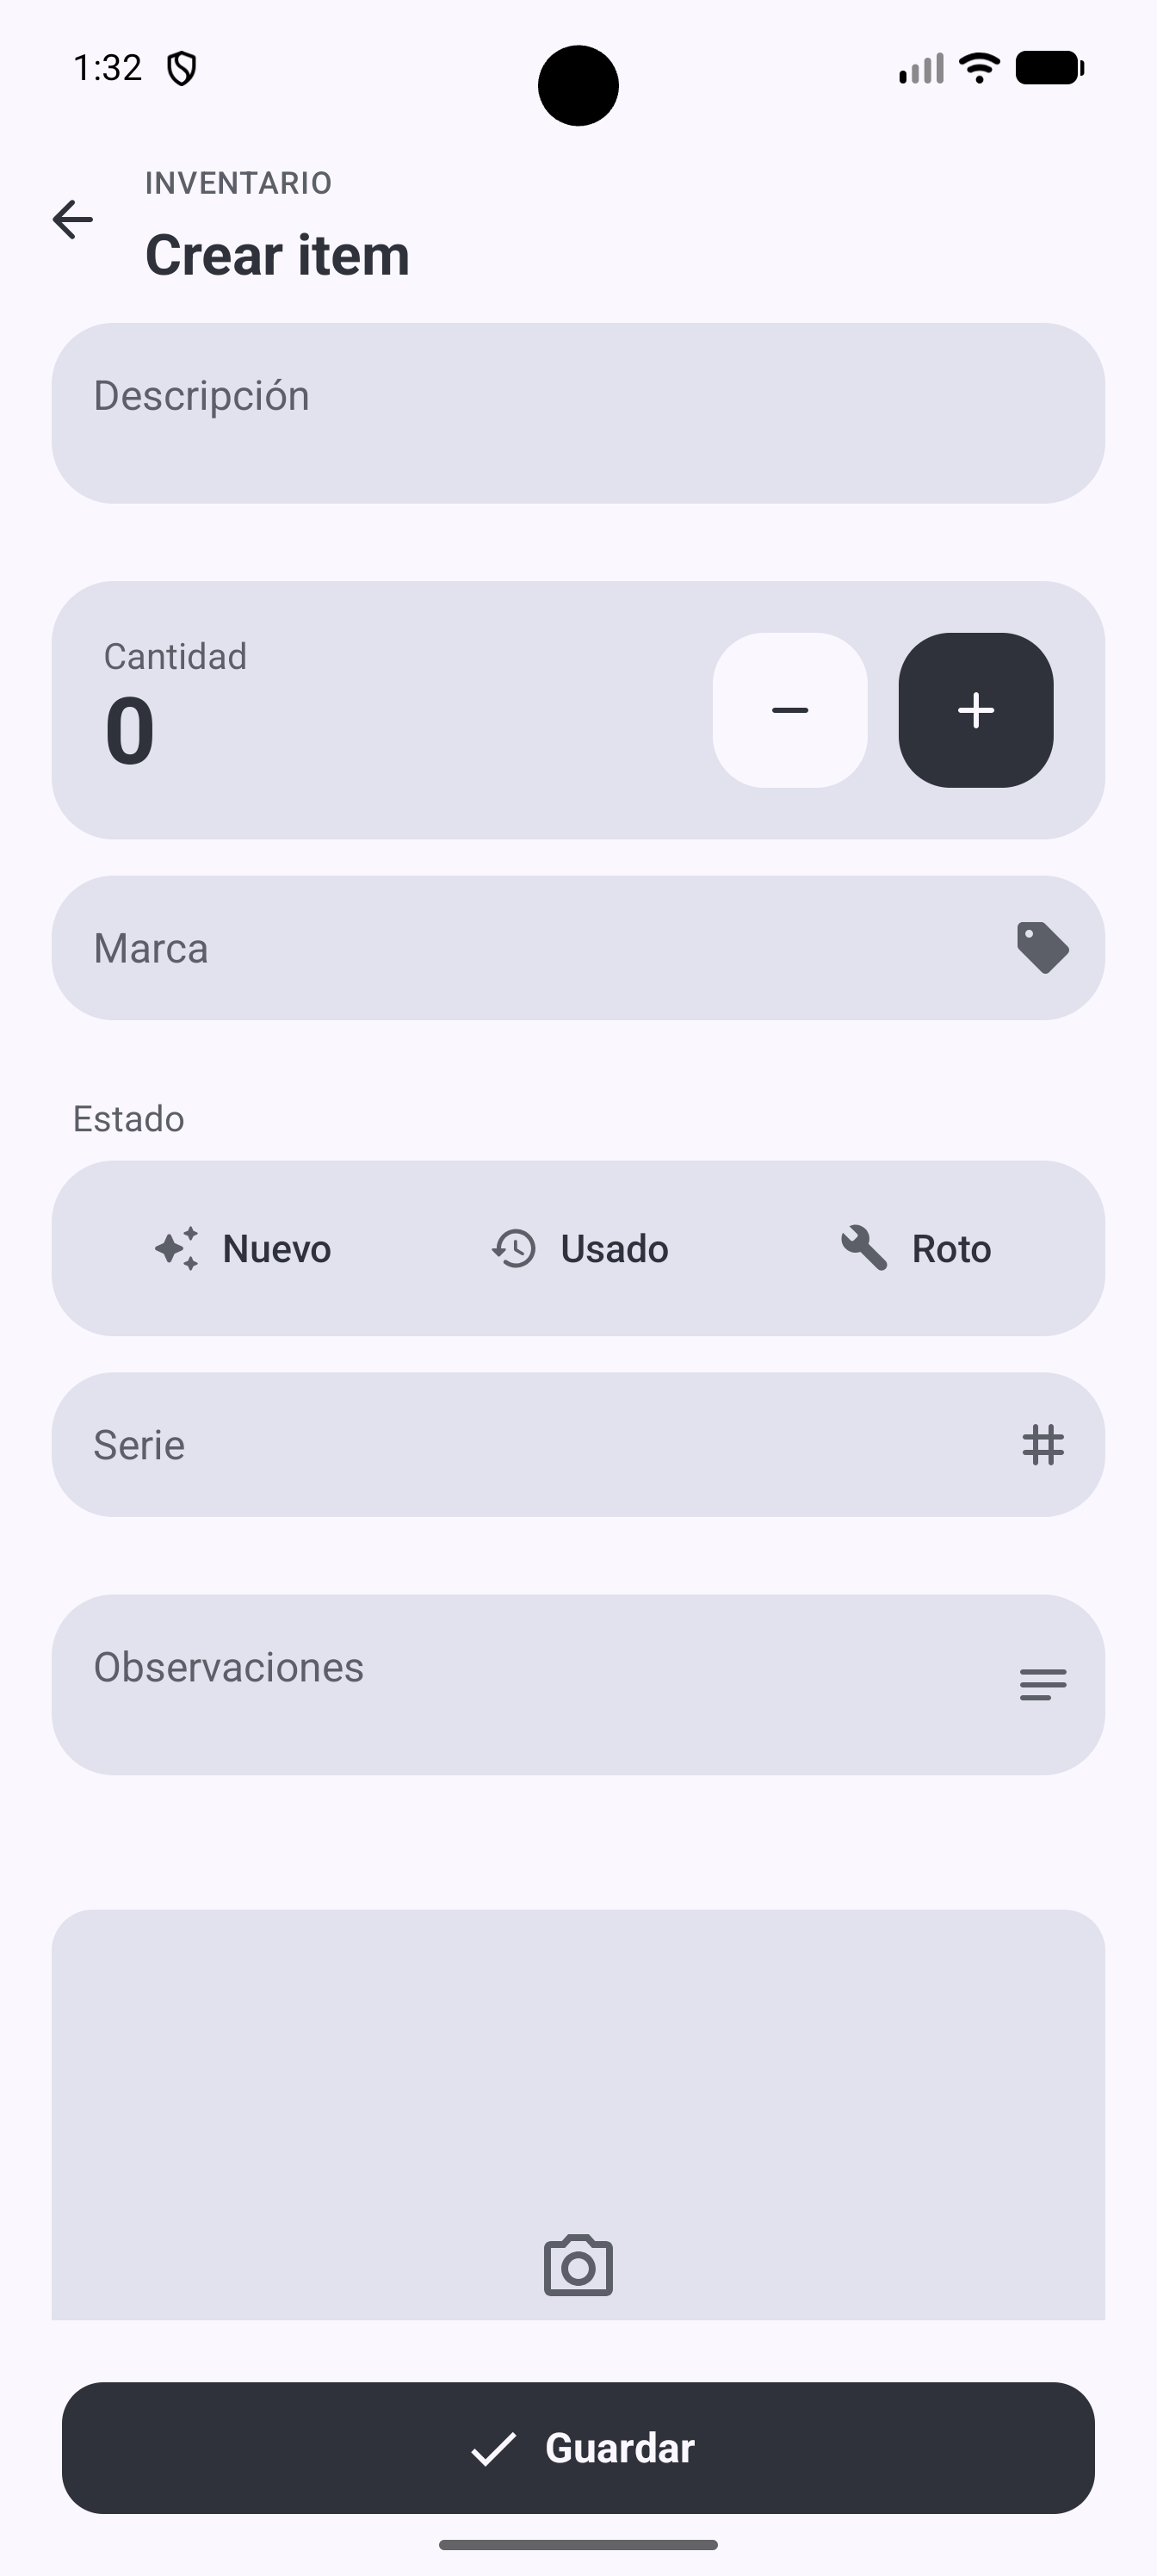 1:32
INVENTARIO
Crear item
Descripción
Cantidad
0
Marca
Estado
Nuevo Usado Roto
Serie
Observaciones
Guardar